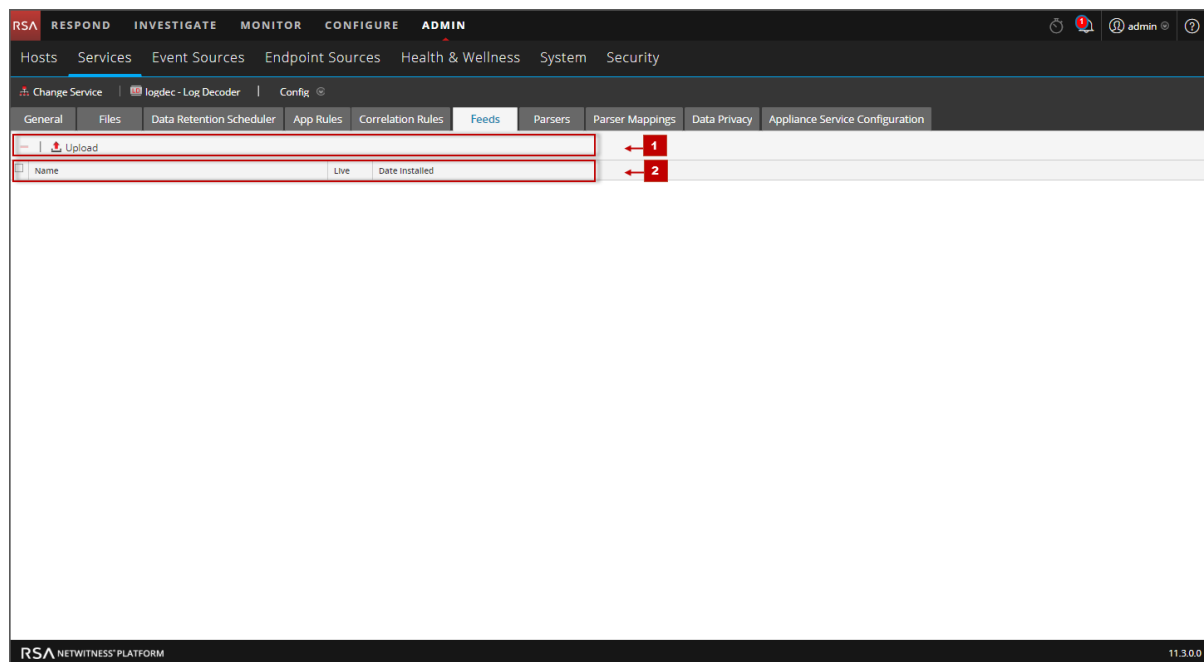 RSA RESPOND INVESTIGATE MONITOR CONFIGURE ADMIN 1 admin ?
Hosts Services Event Sources Endpoint Sources Health & Wellness System Security
Change Service | LD logdec - Log Decoder | Config
General Files Data Retention Scheduler App Rules Correlation Rules Feeds Parsers Parser Mappings Data Privacy Appliance Service Configuration
— | Upload 1
Name Live Date Installed 2
RSA NETWITNESS® PLATFORM 11.3.0.0